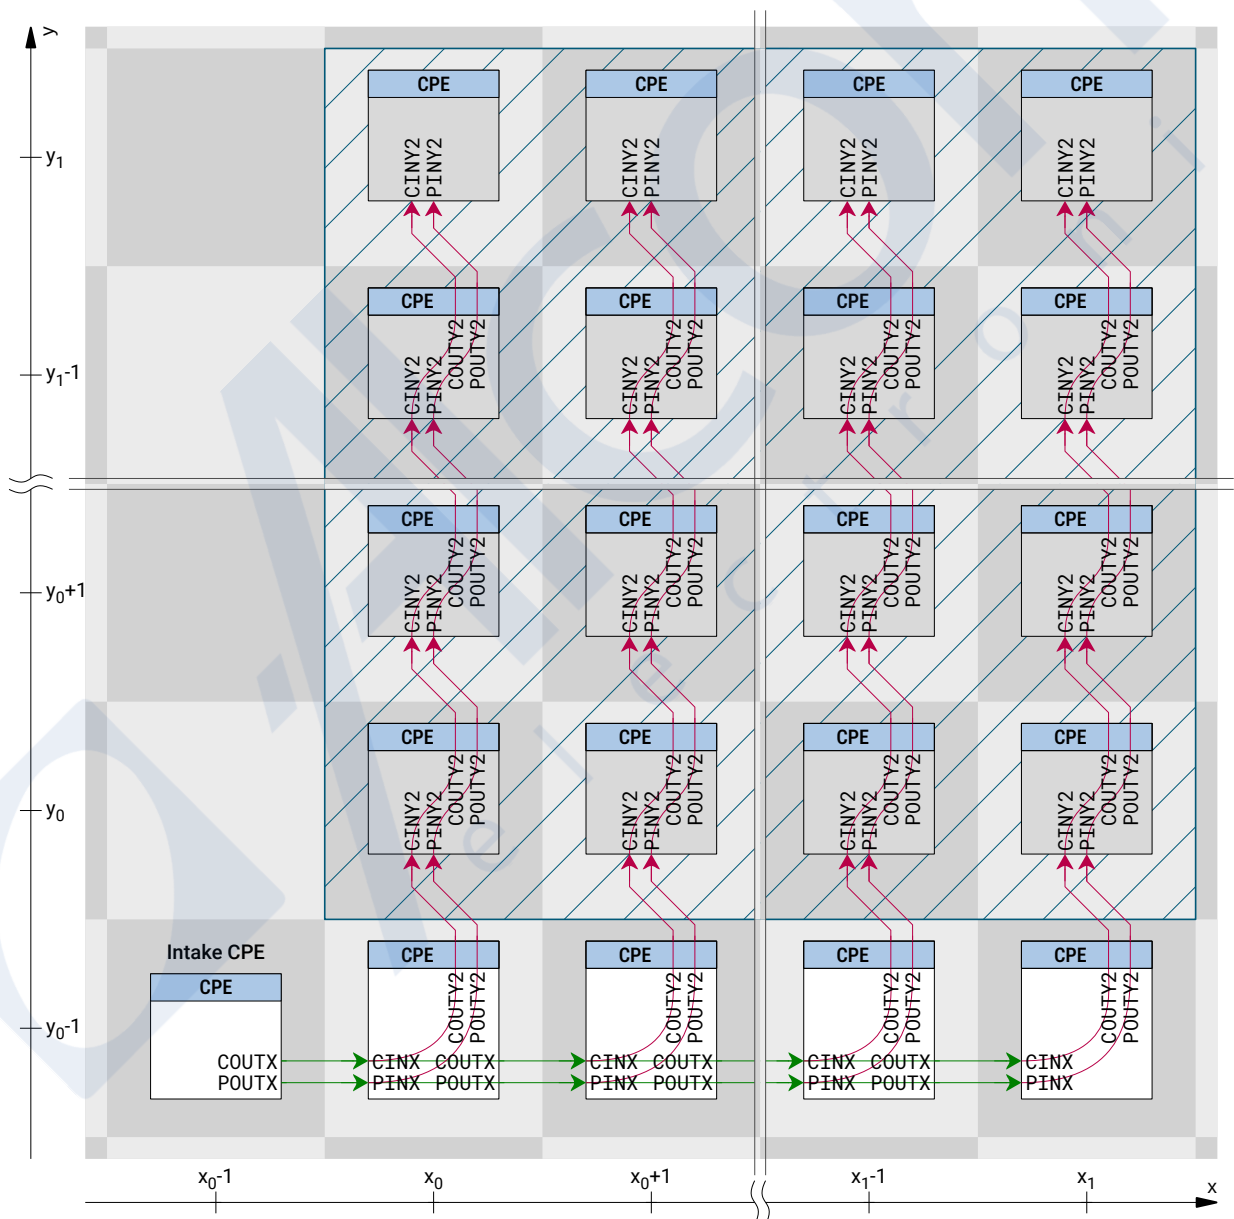 y
CPE CPE CPE CPE
y1
CINY2 PINY2 CINY2 PINY2 CINY2 PINY2 CINY2 PINY2
CPE CPE CPE CPE
y1-1
CINY2 PINY2 COUTY2 POUTY2 CINY2 PINY2 COUTY2 POUTY2 CINY2 PINY2 COUTY2 POUTY2 CINY2 PINY2 COUTY2 POUTY2
CPE CPE CPE CPE
y0+1
CINY2 PINY2 COUTY2 POUTY2 CINY2 PINY2 COUTY2 POUTY2 CINY2 PINY2 COUTY2 POUTY2 CINY2 PINY2 COUTY2 POUTY2
CPE CPE CPE CPE
y0
CINY2 PINY2 COUTY2 POUTY2 CINY2 PINY2 COUTY2 POUTY2 CINY2 PINY2 COUTY2 POUTY2 CINY2 PINY2 COUTY2 POUTY2
Intake CPE
CPE CPE CPE CPE CPE
y0-1
COUTY2 POUTY2 COUTY2 POUTY2 COUTY2 POUTY2 COUTY2 POUTY2
COUTX CINX COUTX CINX COUTX CINX COUTX CINX
POUTX PINX POUTX PINX POUTX PINX POUTX PINX
x0-1 x0 x0+1 x1-1 x1 x